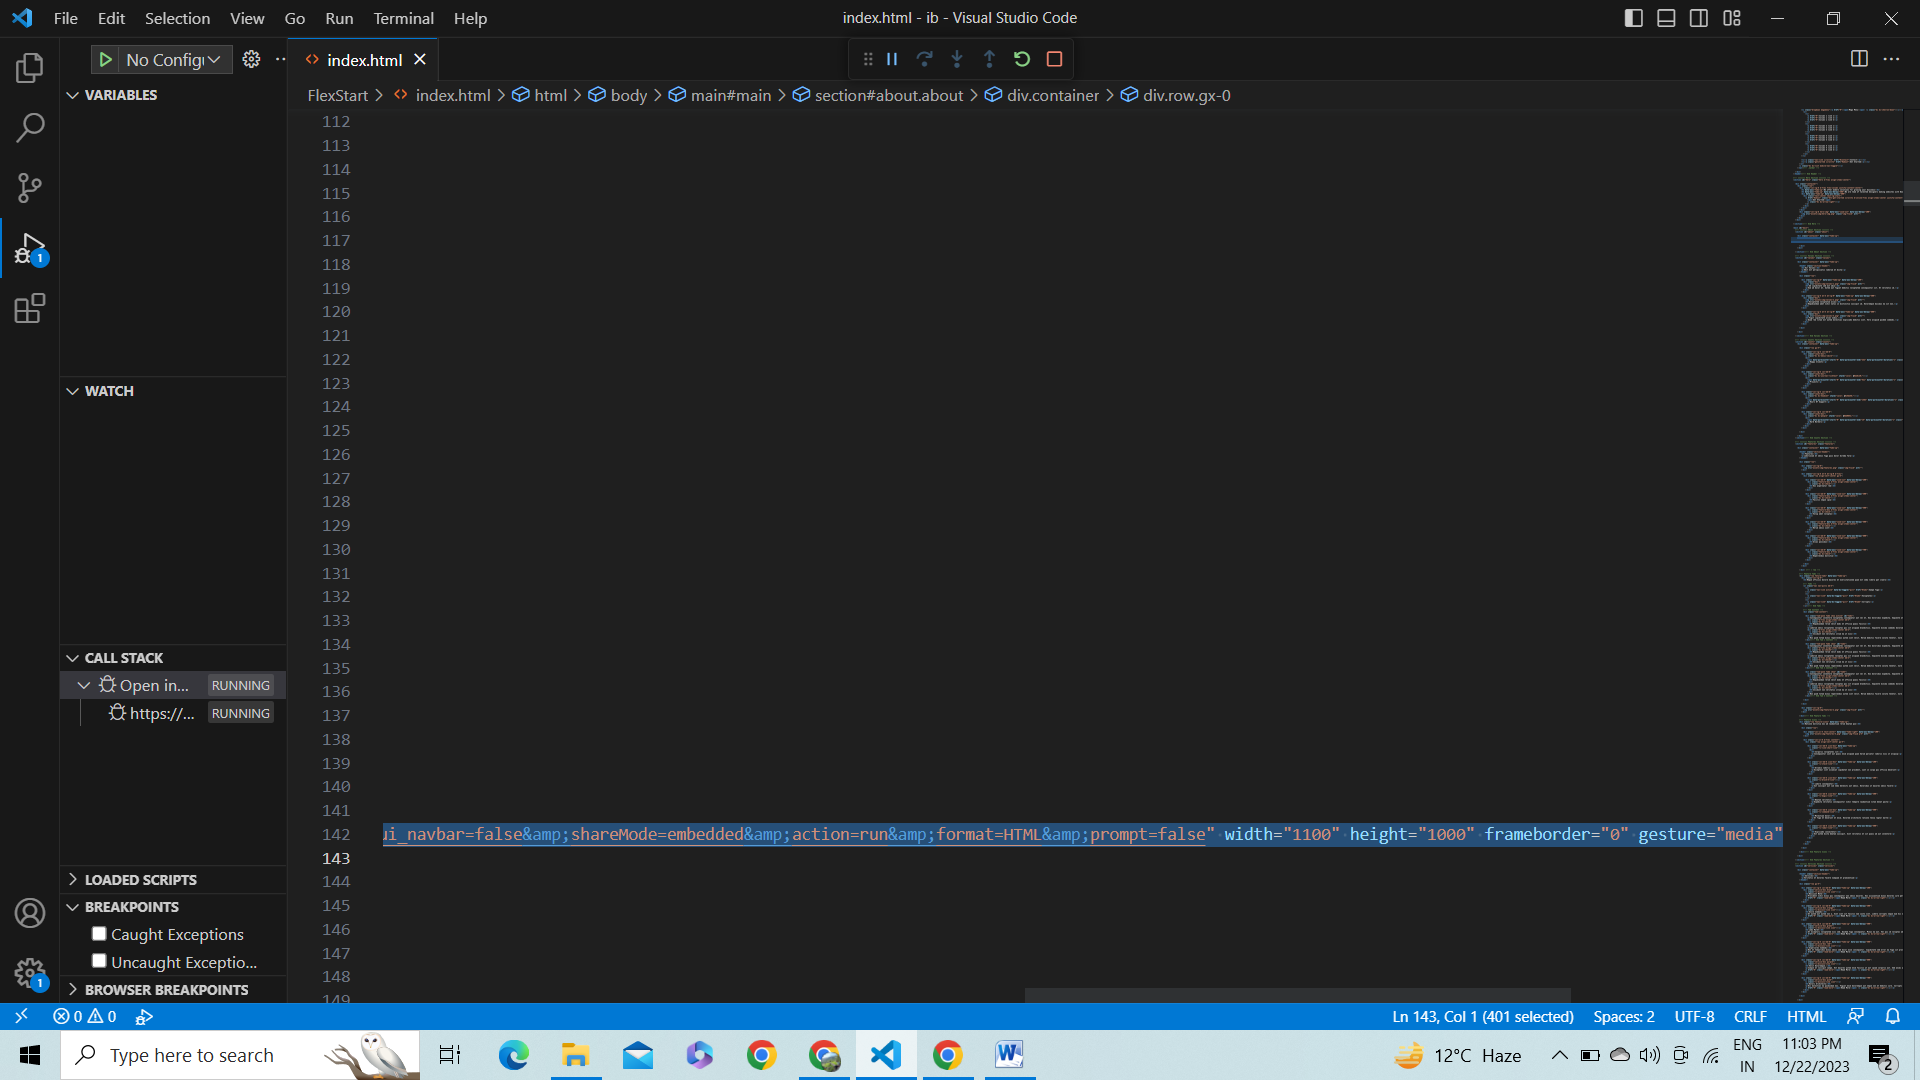 File Edit Selection View Go Run Terminal Help
index.html - ib - Visual Studio Code
No Config
index.html
VARIABLES
FlexStart > index.html > html > body > main#main > section#about.about > div.container > div.row.gx-0
112
113
114
115
116
117
118
119
120
121
122
123
124
125
126
127
128
129
130
131
132
133
134
135
136
137
138
139
140
141
142 ui_navbar=false&amp;shareMode=embedded&amp;action=run&amp;format=HTML&amp;prompt=false" width="1100" height="1000" frameborder="0" gesture="media"
143
144
145
146
147
148
149
WATCH
CALL STACK
Open in... RUNNING
https://... RUNNING
LOADED SCRIPTS
BREAKPOINTS
Caught Exceptions
Uncaught Exceptio...
BROWSER BREAKPOINTS
1
1
0 0
Ln 143, Col 1 (401 selected) Spaces: 2 UTF-8 CRLF HTML
Type here to search
12°C Haze
ENG
IN
11:03 PM
12/22/2023
2